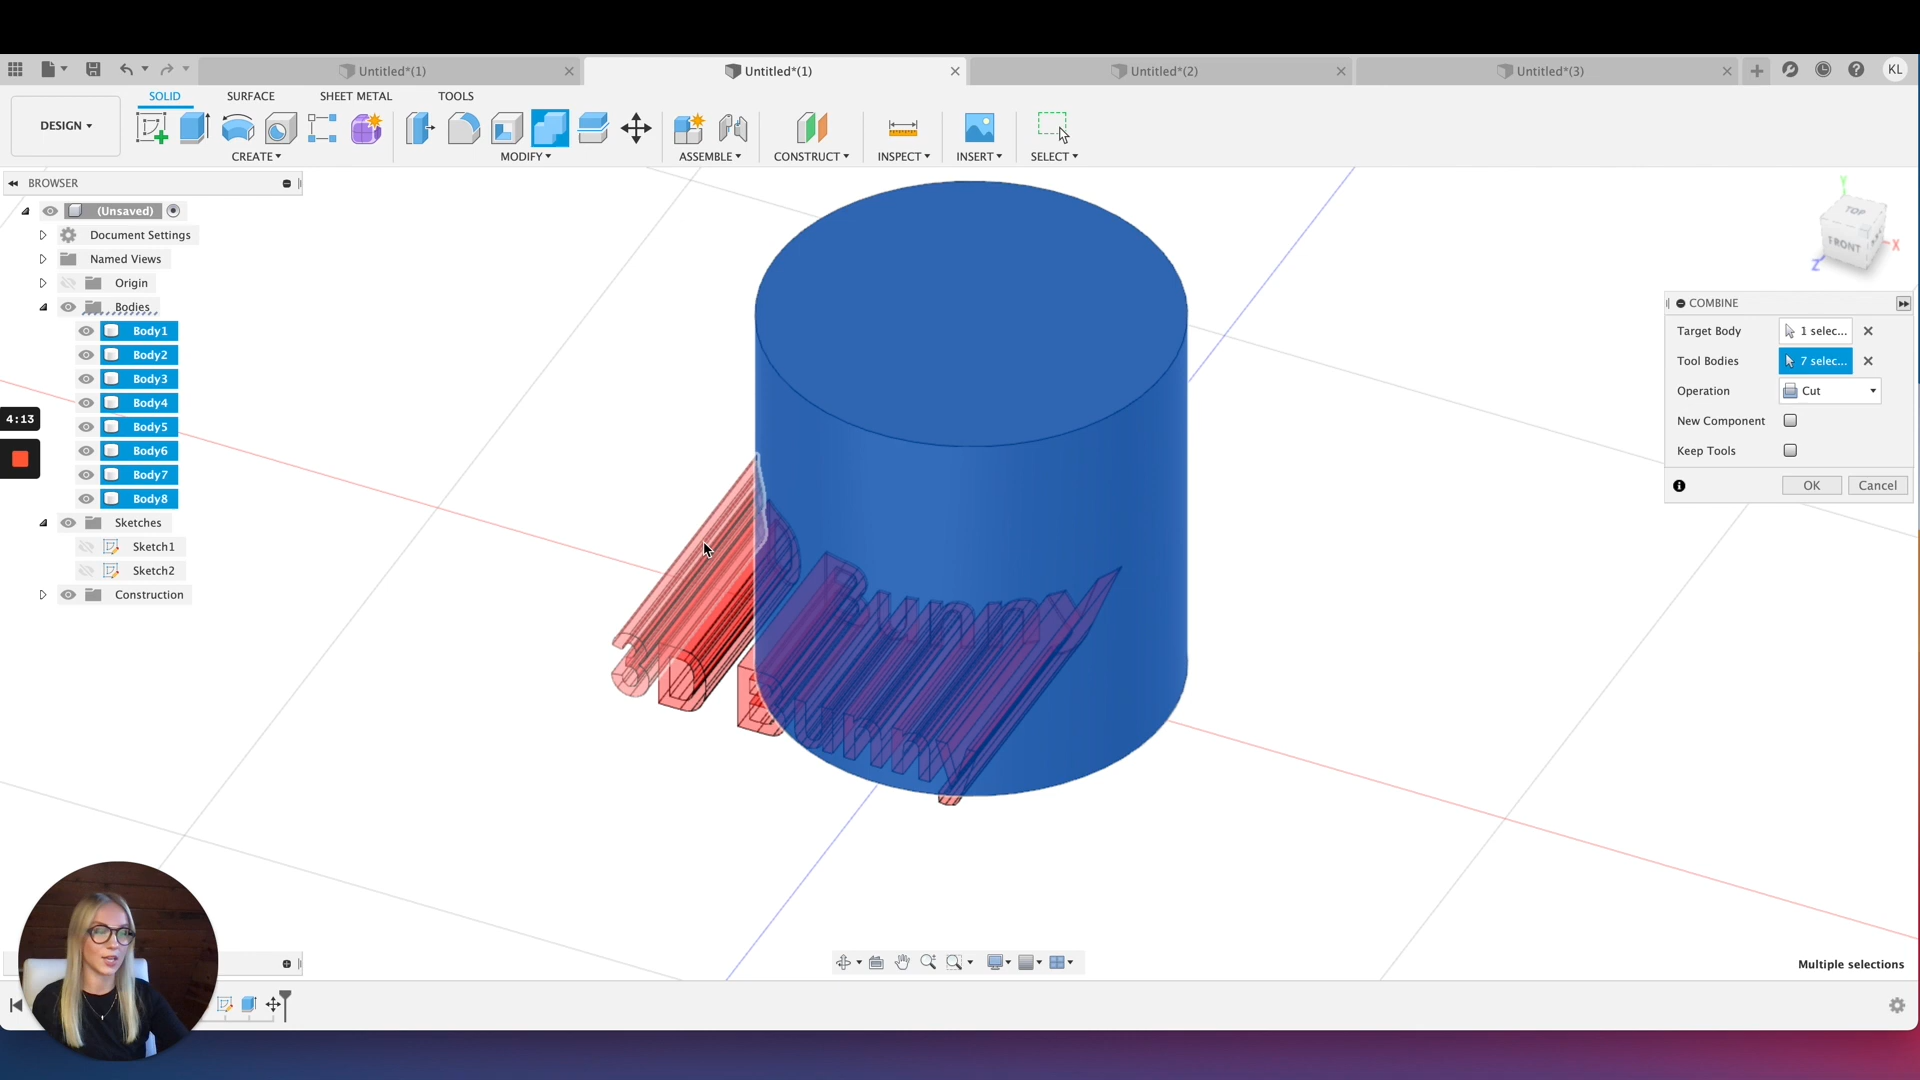 Untitled*(1)
Untitled*(1)
Untitled*(2)
Untitled*(3)
KL
DESIGN
SOLID
SURFACE
SHEET METAL
TOOLS
CREATE
MODIFY
ASSEMBLE
CONSTRUCT
INSPECT
INSERT
SELECT
BROWSER
(Unsaved)
Document Settings
Named Views
Origin
Bodies
Body1
Body2
Body3
Body4
Body5
Body6
Body7
Body8
Sketches
Sketch1
Sketch2
Construction
4:13
3D Bunny
Y
TOP
FRONT
X
Z
COMBINE
Target Body
1 selec...
Tool Bodies
7 selec...
Operation
Cut
New Component
Keep Tools
OK
Cancel
Multiple selections